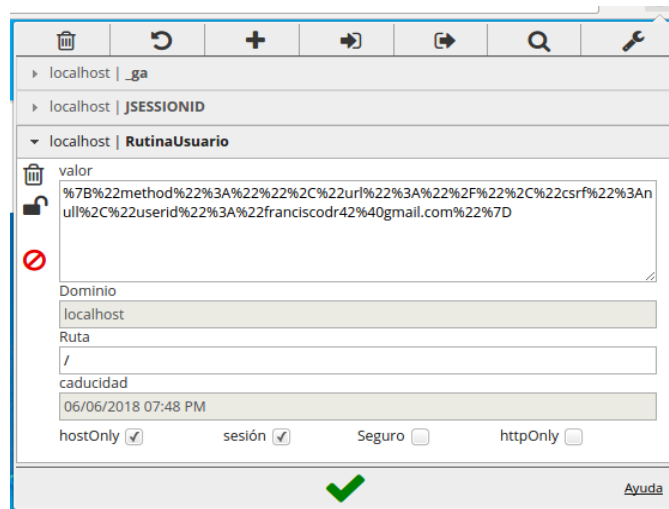 localhost | _ga
localhost | JSESSIONID
localhost | RutinaUsuario
valor
%7B%22method%22%3A%22%22%2C%22url%22%3A%22%2F%22%2C%22csrf%22%3An
ull%2C%22userid%22%3A%22franciscodr42%40gmail.com%22%7D
Dominio
localhost
Ruta
/
caducidad
06/06/2018 07:48 PM
hostOnly sesión Seguro httpOnly
Ayuda